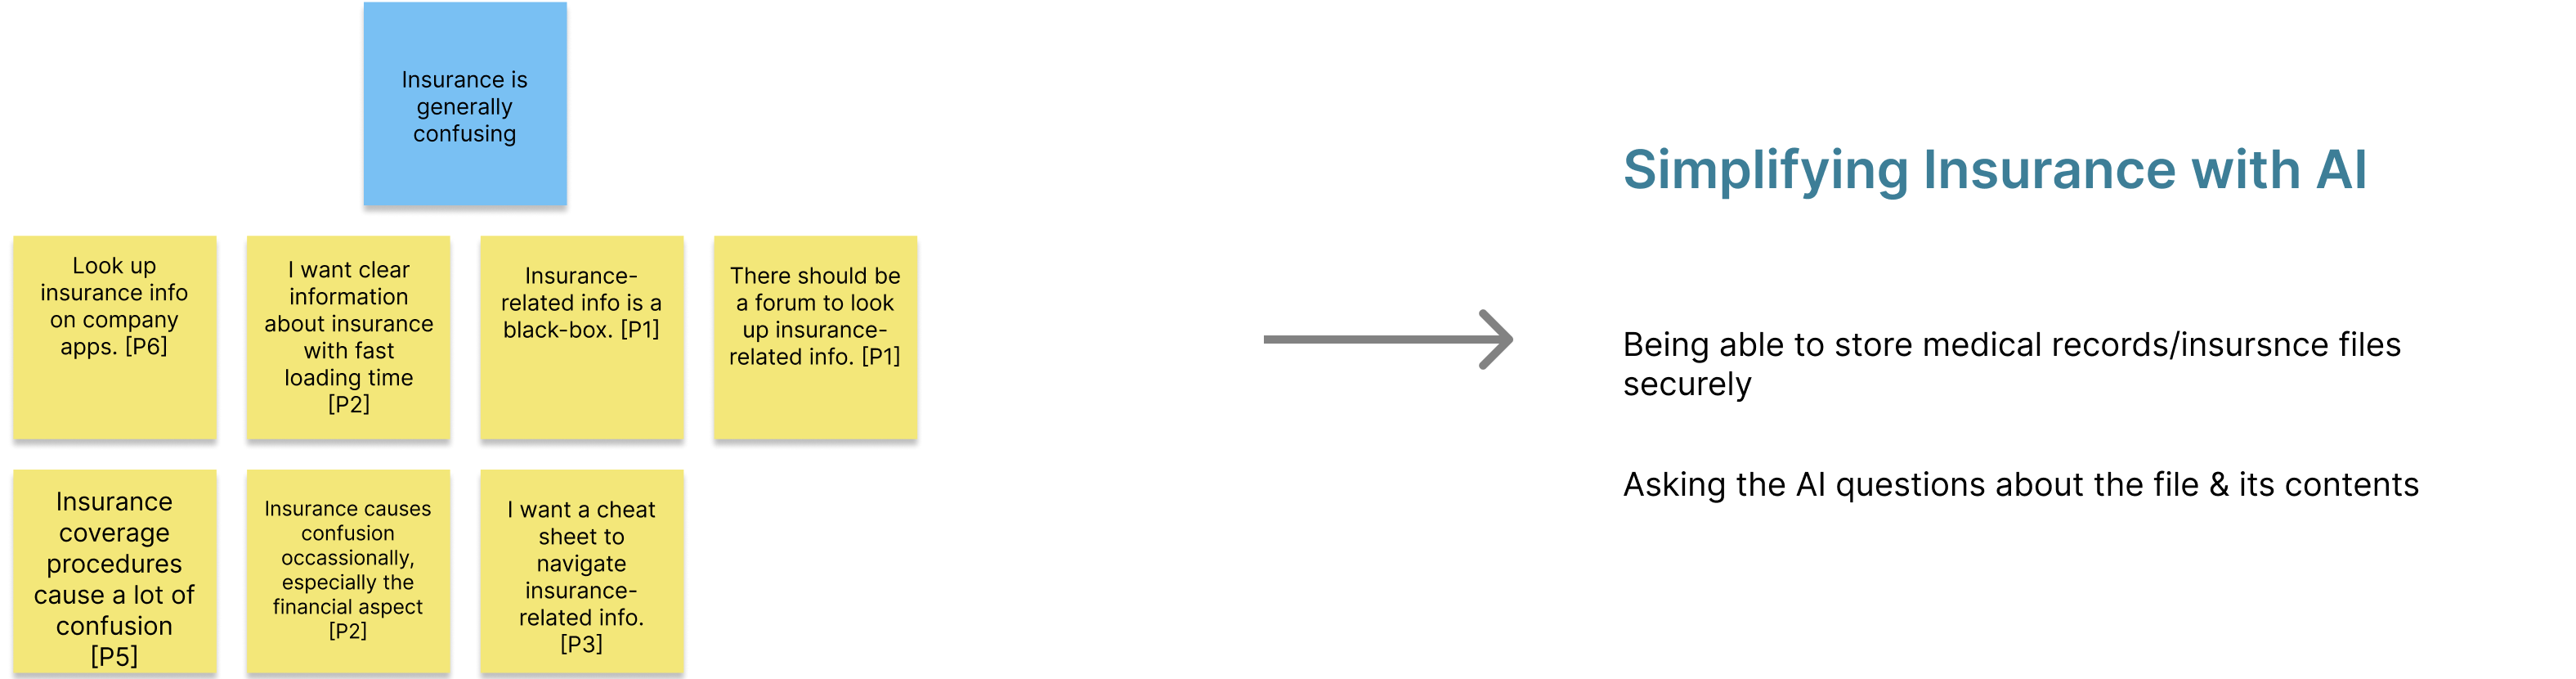 Insurance is
generally
confusing
Look up
insurance info
on company
apps. [P6]
I want clear
information
about insurance
with fast
loading time
[P2]
Insurance-
related info is a
black-box. [P1]
There should be
a forum to look
up insurance-
related info. [P1]
Insurance
coverage
procedures
cause a lot of
confusion
[P5]
Insurance causes
confusion
occassionally,
especially the
financial aspect
[P2]
I want a cheat
sheet to
navigate
insurance-
related info.
[P3]
Simplifying Insurance with AI
Being able to store medical records/insursnce files
securely
Asking the AI questions about the file & its contents